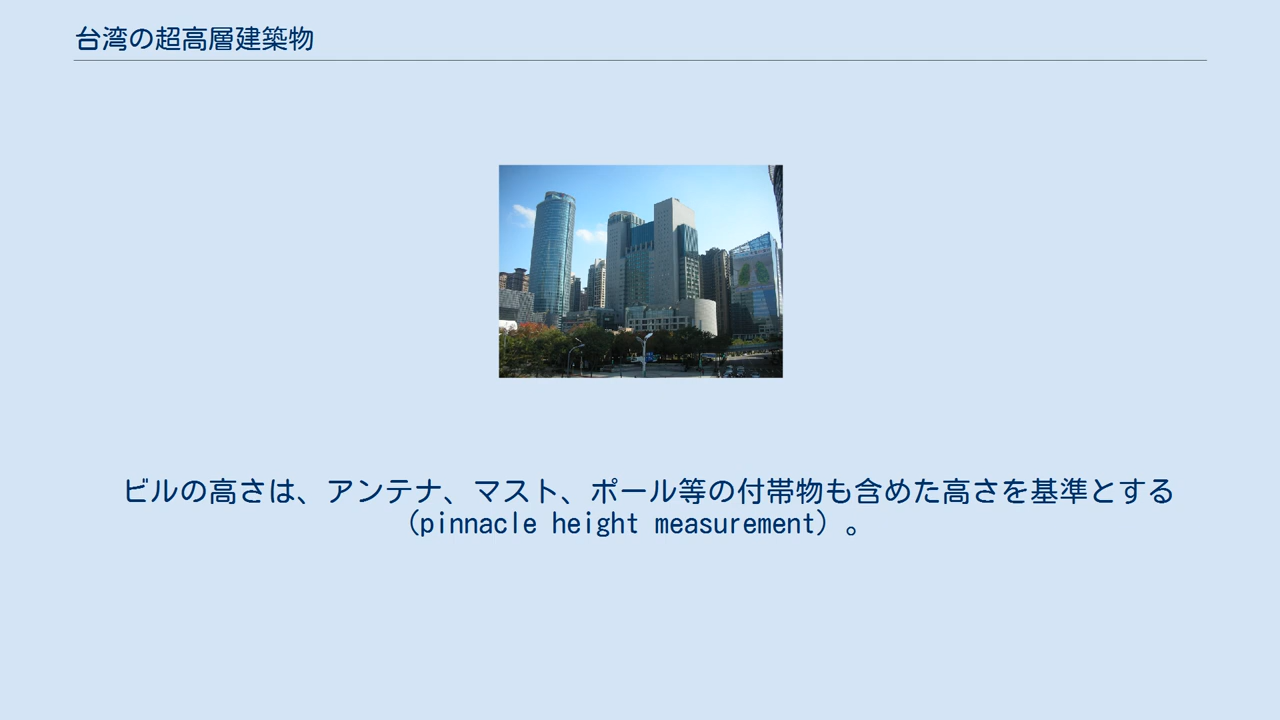 台湾の超高層建築物
ビルの高さは、アンテナ、マスト、ポール等の付帯物も含めた高さを基準とする
（pinnacle height measurement）。